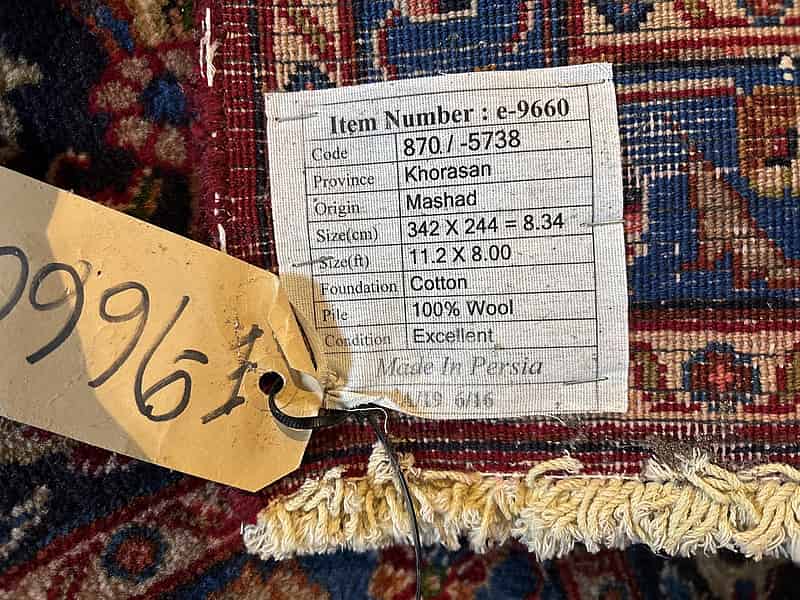 Item Number : e-9660
Code 870 / -5738
Province Khorasan
Origin Mashad
Size(cm) 342 X 244 = 8.34
Size(ft) 11.2 X 8.00
Foundation Cotton
Pile 100% Wool
Condition Excellent
Made In Persia
A/19 6/16